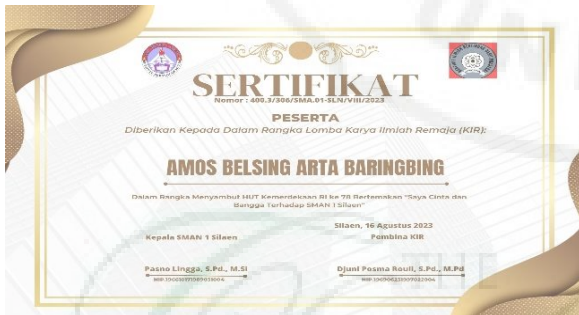 SERTIFIKAT
Nomor : 400.3/306/SMA.01-SLN/VIII/2023
PESERTA
Diberikan Kepada Dalam Rangka Lomba Karya Ilmiah Remaja (KIR):
AMOS BELSING ARTA BARINGBING
Dalam Rangka Menyambut HUT Kemerdekaan RI ke 78 Bertamakan "Saya Cinta dan
Bangga Terhadap SMAN 1 Silaen"
Silaen, 16 Agustus 2023
Kepala SMAN 1 Silaen
Pembina KIR
Pasno Lingga, S.Pd., M.Si
Djuni Posma Rouli, S.Pd., M.Pd